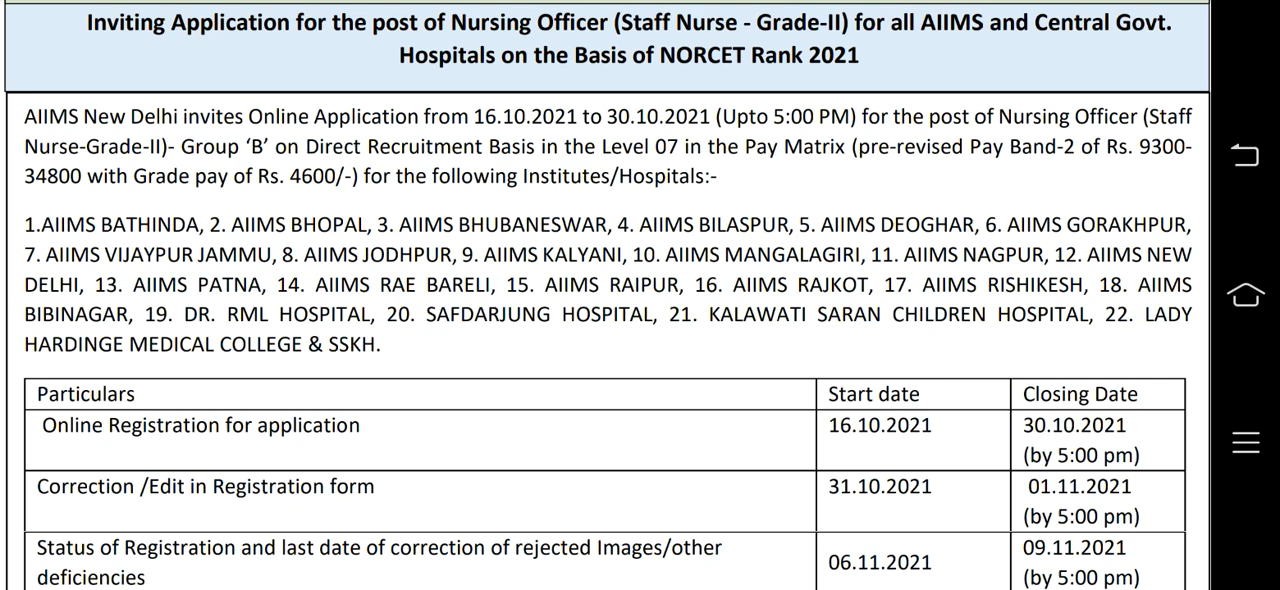 Inviting Application for the post of Nursing Officer (Staff Nurse - Grade-II) for all AIIMS and Central Govt.
Hospitals on the Basis of NORCET Rank 2021
AIIMS New Delhi invites Online Application from 16.10.2021 to 30.10.2021 (Upto 5:00 PM) for the post of Nursing Officer (Staff
Nurse-Grade-II)- Group ‘B’ on Direct Recruitment Basis in the Level 07 in the Pay Matrix (pre-revised Pay Band-2 of Rs. 9300-
34800 with Grade pay of Rs. 4600/-) for the following Institutes/Hospitals:-
1.AIIMS BATHINDA, 2. AIIMS BHOPAL, 3. AIIMS BHUBANESWAR, 4. AIIMS BILASPUR, 5. AIIMS DEOGHAR, 6. AIIMS GORAKHPUR,
7. AIIMS VIJAYPUR JAMMU, 8. AIIMS JODHPUR, 9. AIIMS KALYANI, 10. AIIMS MANGALAGIRI, 11. AIIMS NAGPUR, 12. AIIMS NEW
DELHI, 13. AIIMS PATNA, 14. AIIMS RAE BARELI, 15. AIIMS RAIPUR, 16. AIIMS RAJKOT, 17. AIIMS RISHIKESH, 18. AIIMS
BIBINAGAR, 19. DR. RML HOSPITAL, 20. SAFDARJUNG HOSPITAL, 21. KALAWATI SARAN CHILDREN HOSPITAL, 22. LADY
HARDINGE MEDICAL COLLEGE & SSKH.
Particulars Start date Closing Date
Online Registration for application 16.10.2021 30.10.2021
(by 5:00 pm)
Correction /Edit in Registration form 31.10.2021 01.11.2021
(by 5:00 pm)
Status of Registration and last date of correction of rejected Images/other
deficiencies 06.11.2021 09.11.2021
(by 5:00 pm)